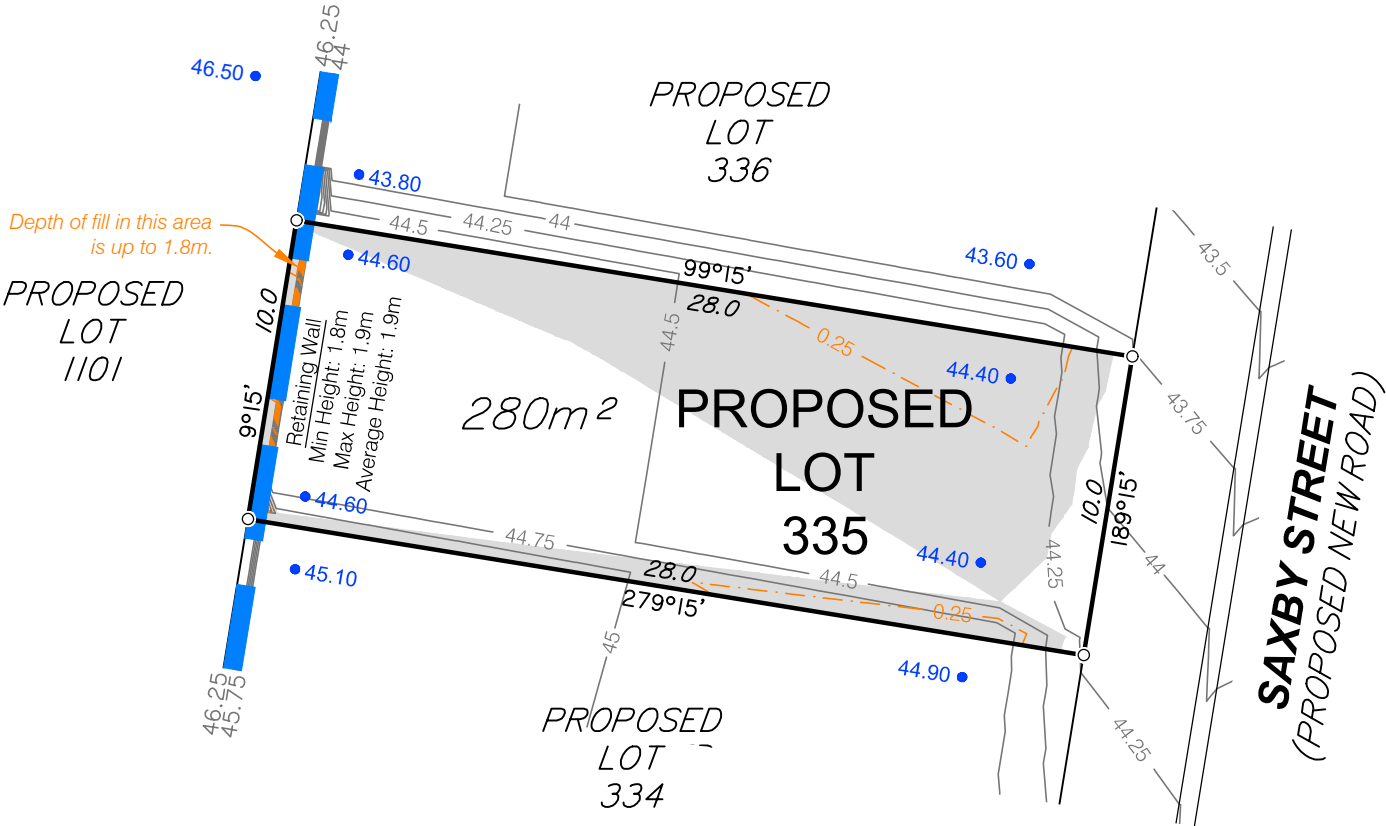 46.25
44
46.50
PROPOSED
LOT
336
43.80
44.5
44.25
44
Depth of fill in this area
is up to 1.8m.
44.60
43.60
43.5
99°15'
28.0
PROPOSED
LOT
1101
10.0
9°15'
Retaining Wall
Min Height: 1.8m
Max Height: 1.9m
Average Height: 1.9m
44.5
0.25
44.40
280m²
PROPOSED
LOT
335
43.75
10.0
189°15'
SAXBY STREET
(PROPOSED NEW ROAD)
44.60
44.75
44.40
44.25
44
45.10
28.0
279°15'
44.5
0.25
45
44.90
46.25
45.75
PROPOSED
LOT
334
44.25